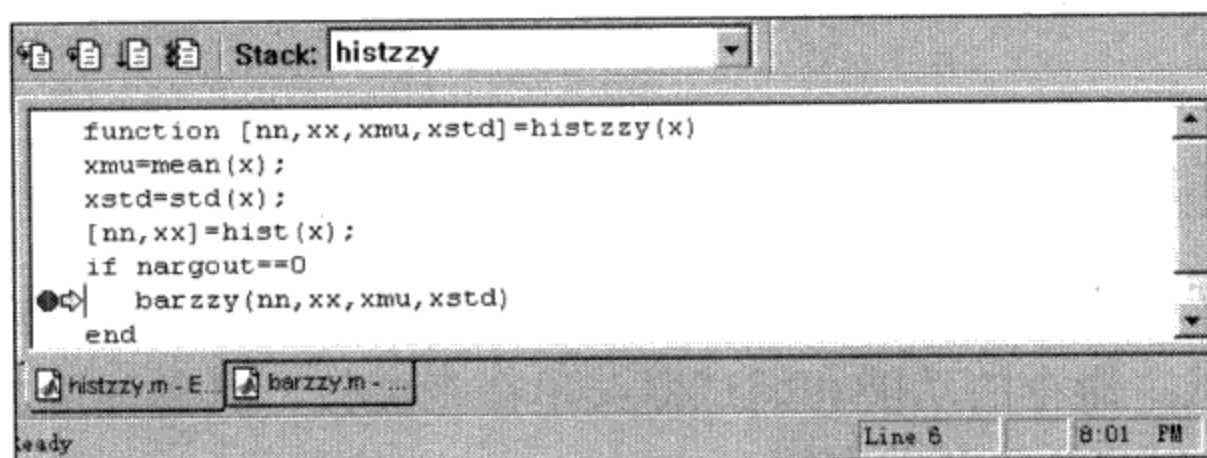 Stack: histzzy
function [nn,xx,xmu,xstd]=histzzy(x)
xmu=mean(x);
xstd=std(x);
[nn,xx]=hist(x);
if nargout==0
barzzy(nn,xx,xmu,xstd)
end
histzzy.m - E... barzzy.m - ...
eady Line 6 8:01 PM